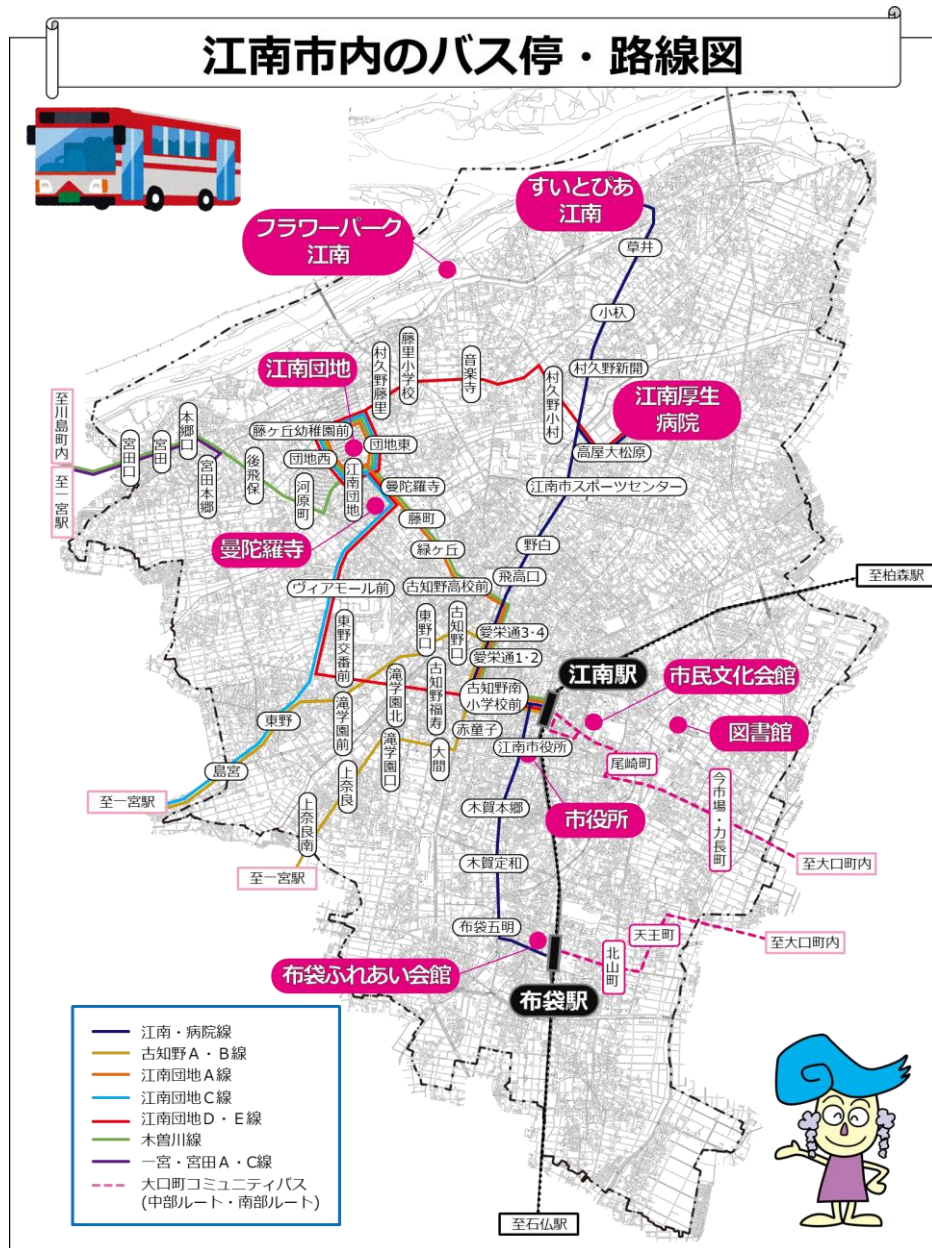 江南市内のバス停・路線図
すいとぴあ
江南
フラワーパーク
江南
草井
小杁
村久野新開
江南団地
村久野藤里
藤里小学校
音楽寺
村久野小村
江南厚生
病院
高屋大松原
至川島町内
至一宮駅
宮田口
宮田
本郷口
宮田本郷
後飛保
河原町
藤ヶ丘幼稚園前
団地東
団地西
江南団地
曼陀羅寺
曼陀羅寺
藤町
緑ヶ丘
古知野高校前
江南市スポーツセンター
野白
飛高口
至柏森駅
ヴィアモール前
東野交番前
東野口
古知野口
愛栄通3・4
愛栄通1・2
江南駅
市民文化会館
図書館
古知野南
小学校前
古知野福寿
滝学園北
滝学園前
滝学園口
赤童子
大間
東野
島宮
上奈良
上奈良南
至一宮駅
至一宮駅
江南市役所
市役所
尾崎町
今市場・力長町
至大口町内
木賀本郷
木賀定和
布袋五明
天王町
北山町
至大口町内
布袋ふれあい会館
布袋駅
江南・病院線
古知野A・B線
江南団地A線
江南団地C線
江南団地D・E線
木曽川線
一宮・宮田A・C線
大口町コミュニティバス
(中部ルート・南部ルート)
至石仏駅